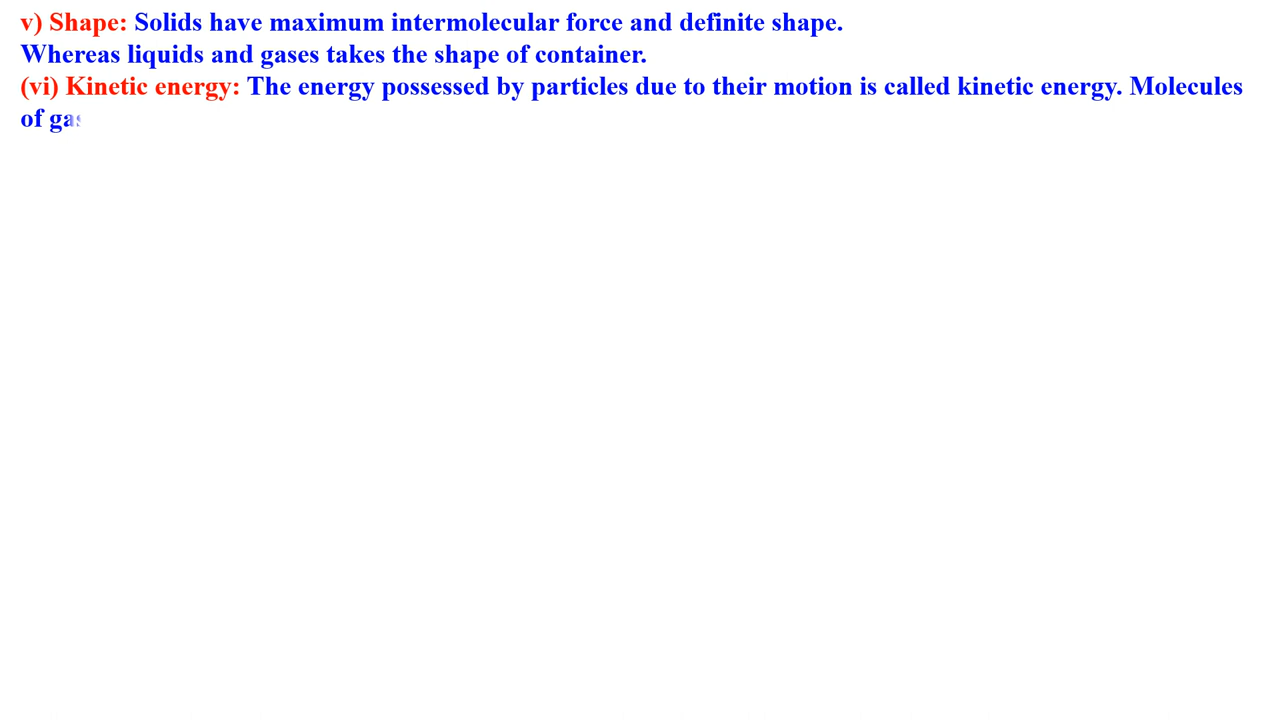 v) Shape: Solids have maximum intermolecular force and definite shape.
Whereas liquids and gases takes the shape of container.
(vi) Kinetic energy: The energy possessed by particles due to their motion is called kinetic energy. Molecules
of gas